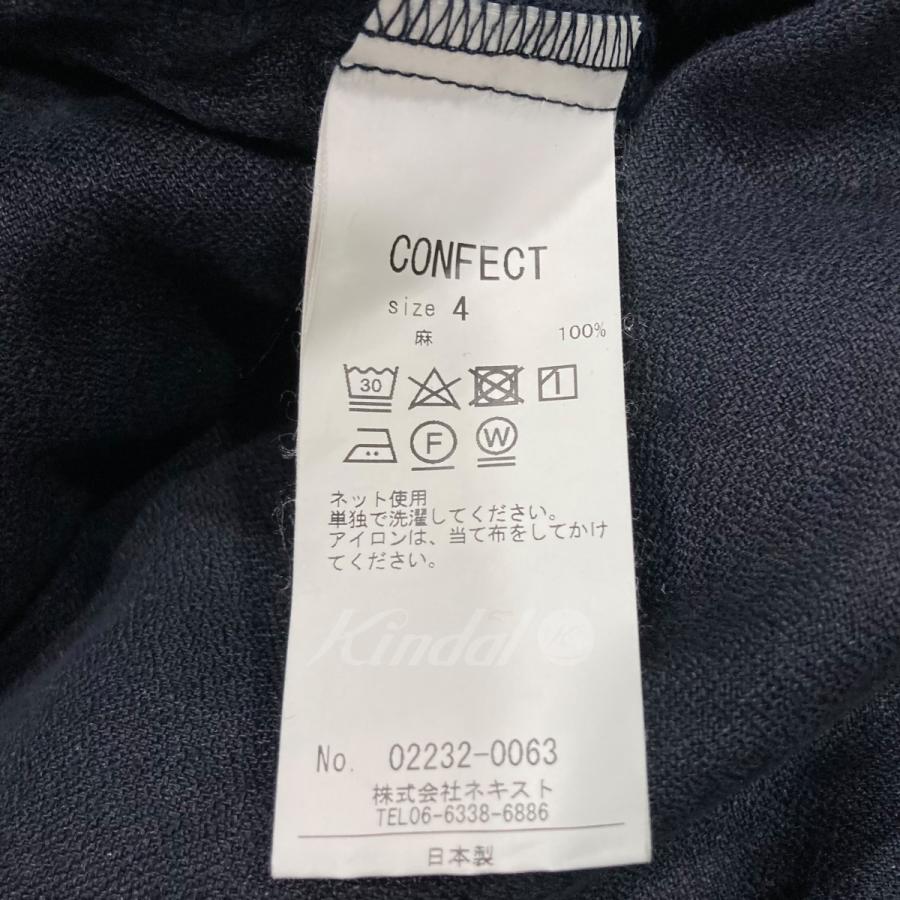 CONFECT
size 4
麻 100%
30
F W
ネット使用
単独で洗濯してください。
アイロンは、当て布をしてかけ
てください。
Kindal K
No. 02232-0063
株式会社ネキスト
TEL06-6338-6886
日本製